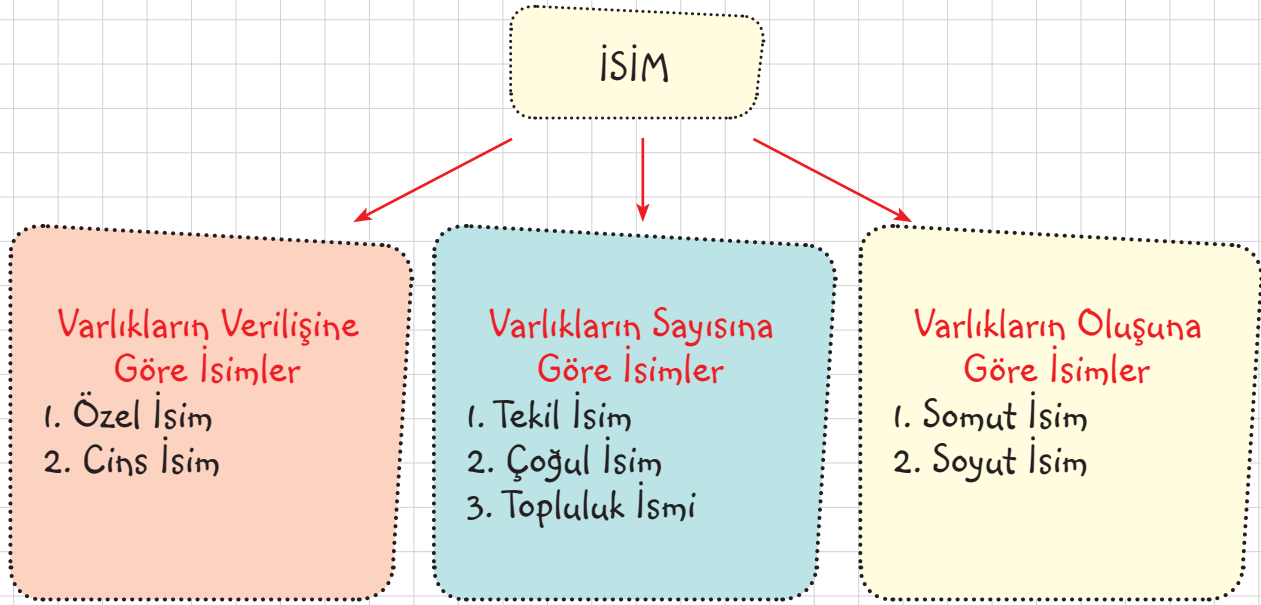 İSİM
Varlıkların Verilişine
Göre İsimler
1. Özel İsim
2. Cins İsim
Varlıkların Sayısına
Göre İsimler
1. Tekil İsim
2. Çoğul İsim
3. Topluluk İsmi
Varlıkların Oluşuna
Göre İsimler
1. Somut İsim
2. Soyut İsim